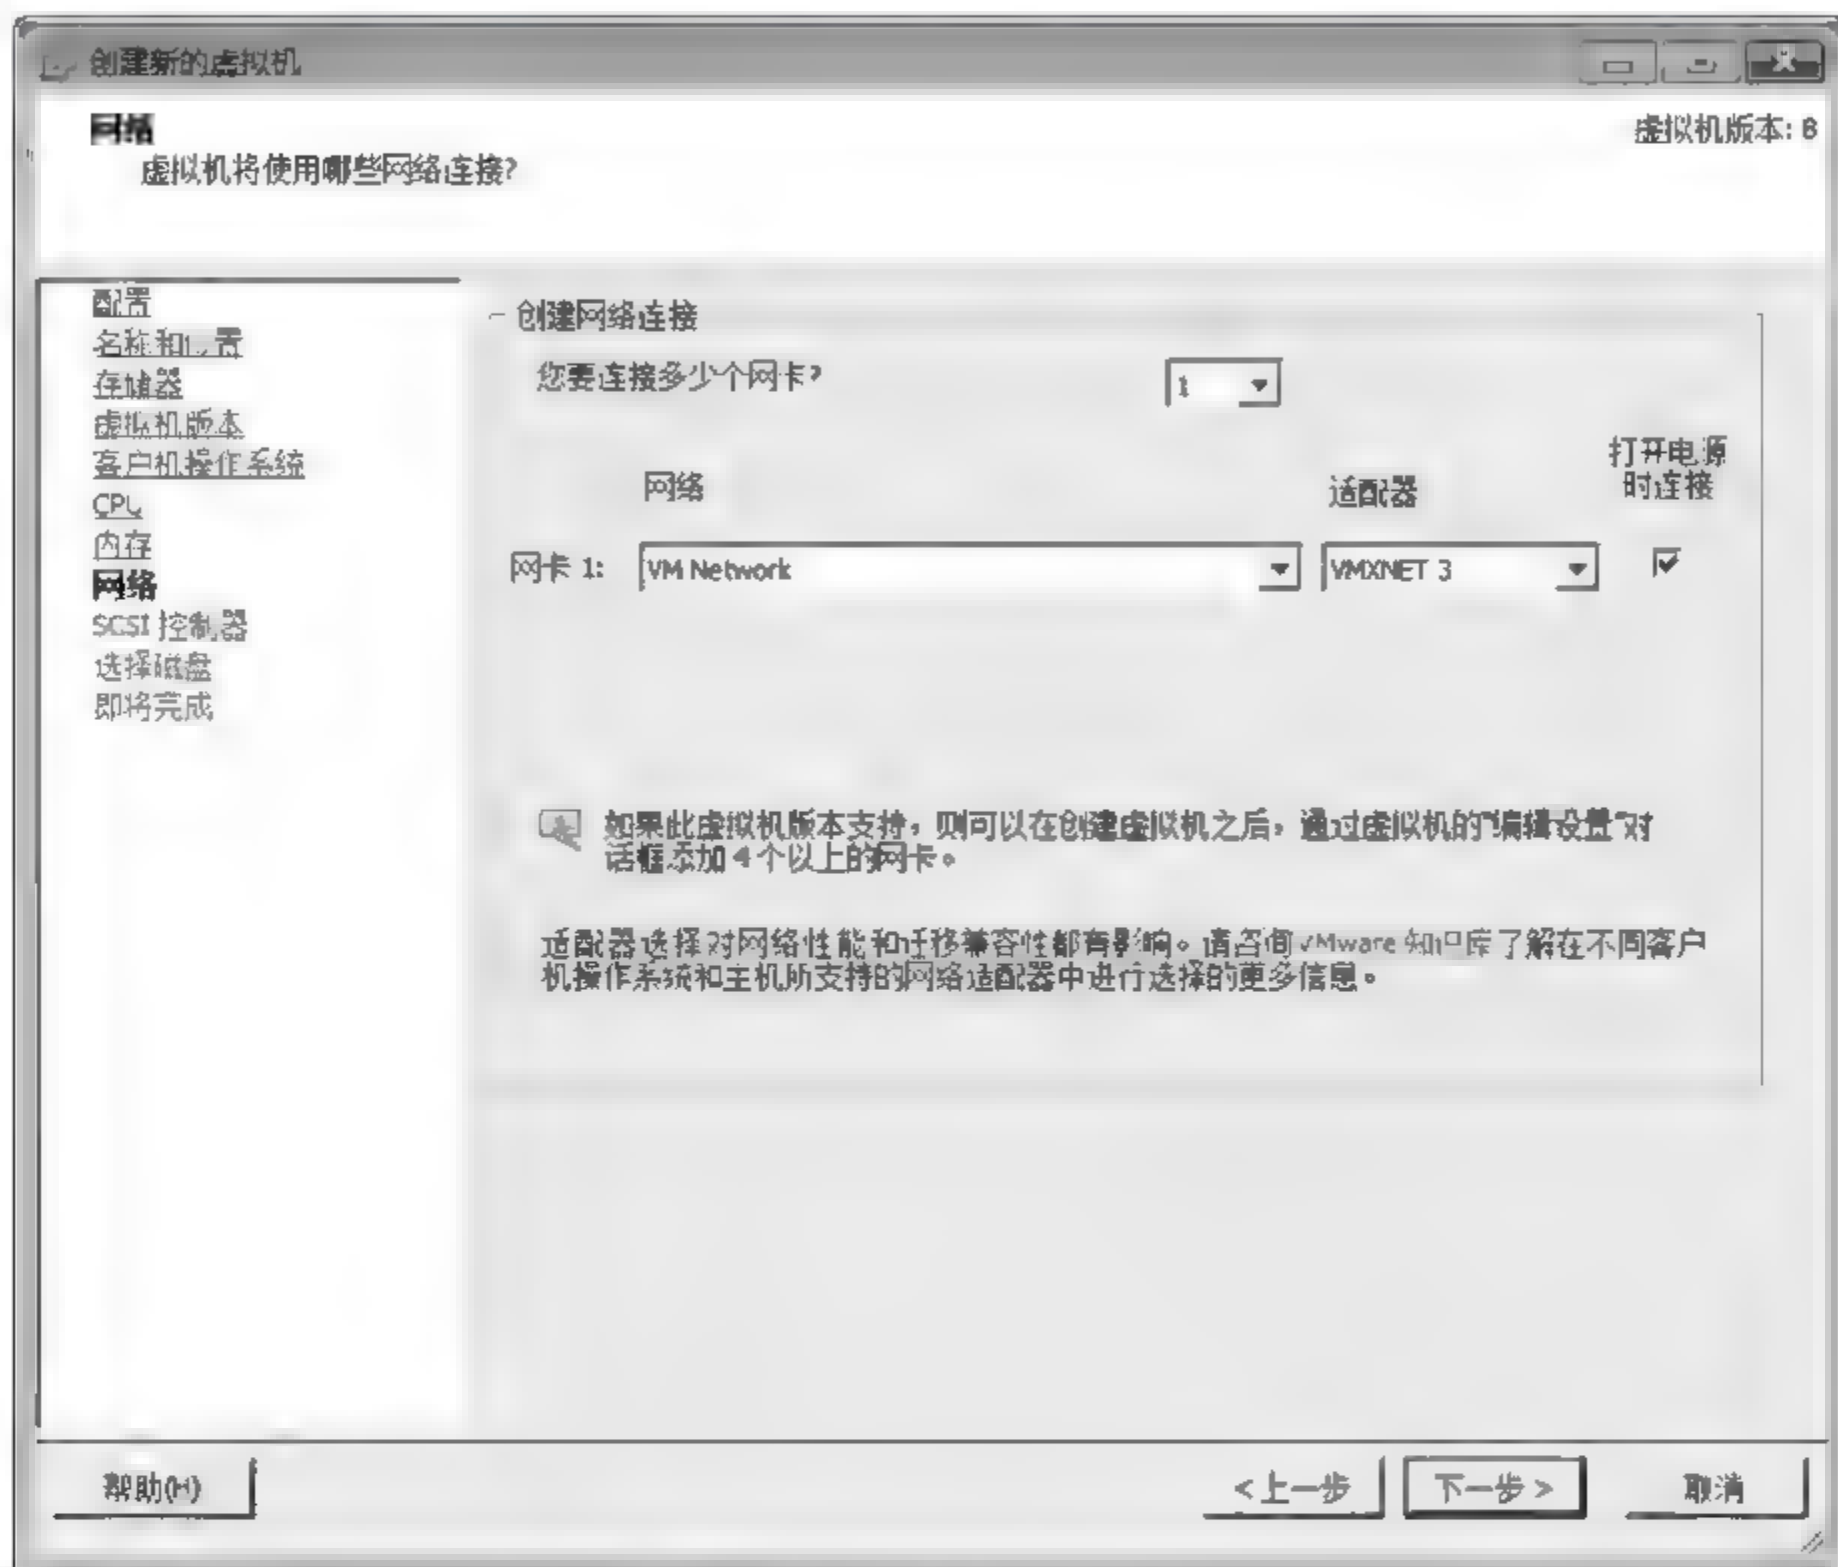 创建新的虚拟机
网络
虚拟机版本: 8
虚拟机将使用哪些网络连接?
配置
名称和位置
存储器
虚拟机版本
客户机操作系统
CPU
内存
网络
SCSI 控制器
选择磁盘
即将完成
创建网络连接
您要连接多少个网卡?
1
网络
适配器
打开电源
时连接
网卡 1:
VM Network
VMXNET 3
如果此虚拟机版本支持，则可以在创建虚拟机之后，通过虚拟机的"编辑设置"对
话框添加 4 个以上的网卡。
适配器选择对网络性能和迁移兼容性都有影响。请咨询 VMware 知识库了解在不同客户
机操作系统和主机所支持的网络适配器中进行选择的更多信息。
帮助(H)
<上一步
下一步 >
取消